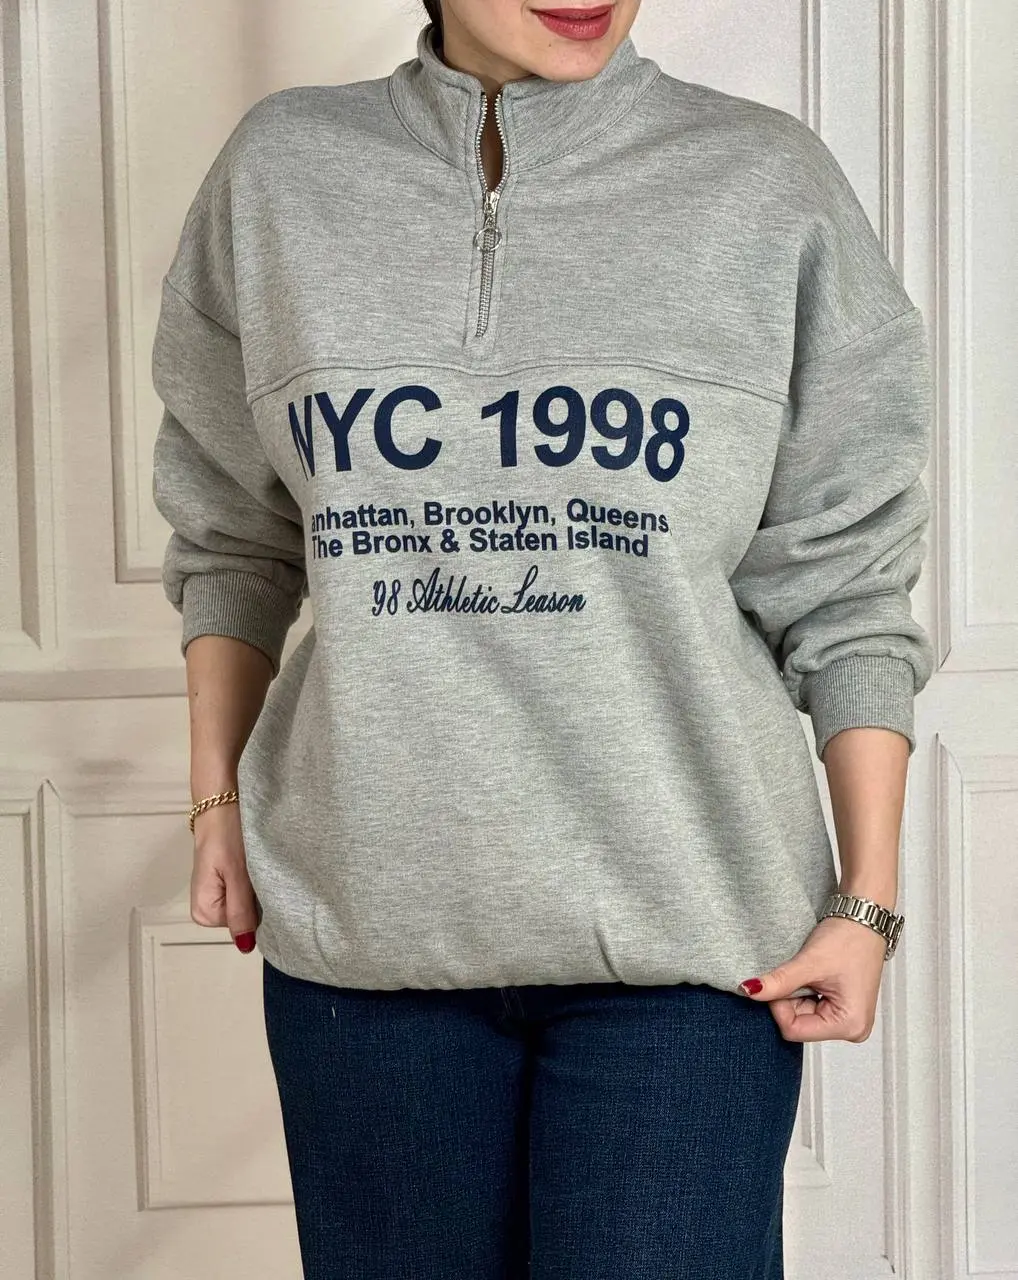 NYC 1998
anhattan, Brooklyn, Queens
The Bronx & Staten Island
'98 Athletic Leason